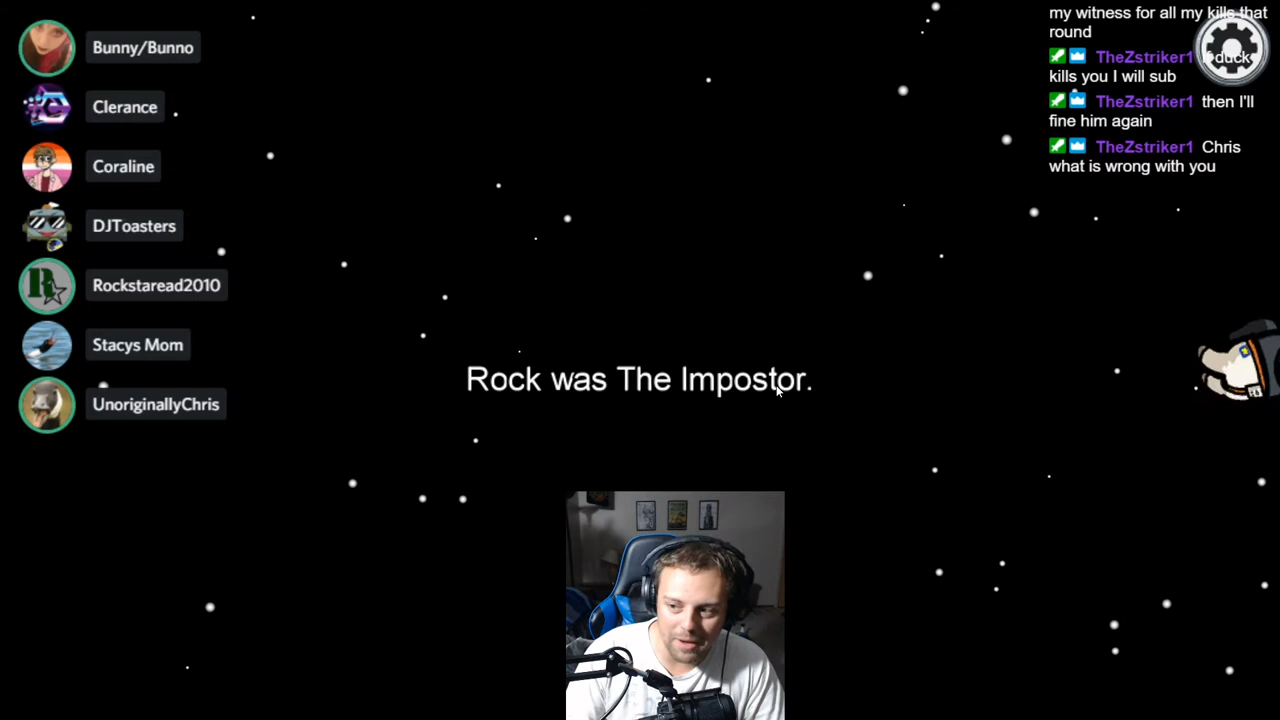 Bunny/Bunno
Clerance
Coraline
DJToasters
Rockstaread2010
Stacys Mom
UnoriginallyChris
Rock was The Impostor.
my witness for all my kills that
round
TheZstriker1 If duck
kills you I will sub
TheZstriker1 then I'll
fine him again
TheZstriker1 Chris
what is wrong with you